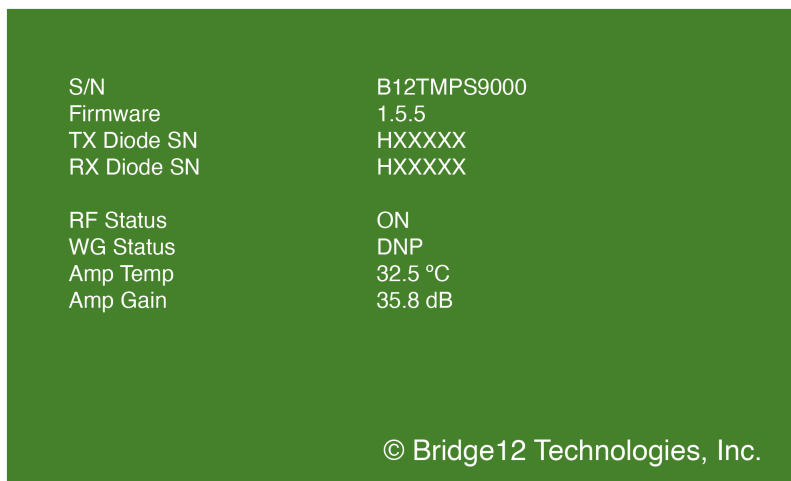 S/N B12TMPS9000
Firmware 1.5.5
TX Diode SN HXXXXX
RX Diode SN HXXXXX
RF Status ON
WG Status DNP
Amp Temp 32.5 ºC
Amp Gain 35.8 dB
© Bridge12 Technologies, Inc.